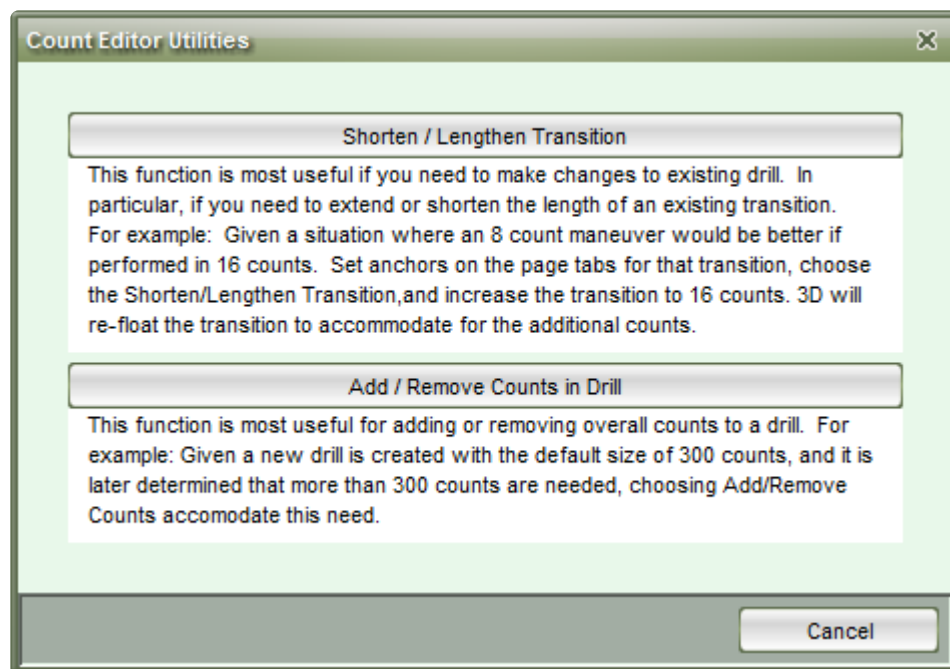 Count Editor Utilities
Shorten / Lengthen Transition
This function is most useful if you need to make changes to existing drill.  In
particular, if you need to extend or shorten the length of an existing transition.
For example:  Given a situation where an 8 count maneuver would be better if
performed in 16 counts.  Set anchors on the page tabs for that transition, choose
the Shorten/Lengthen Transition,and increase the transition to 16 counts. 3D will
re-float the transition to accommodate for the additional counts.
Add / Remove Counts in Drill
This function is most useful for adding or removing overall counts to a drill.  For
example: Given a new drill is created with the default size of 300 counts, and it is
later determined that more than 300 counts are needed, choosing Add/Remove
Counts accomodate this need.
Cancel